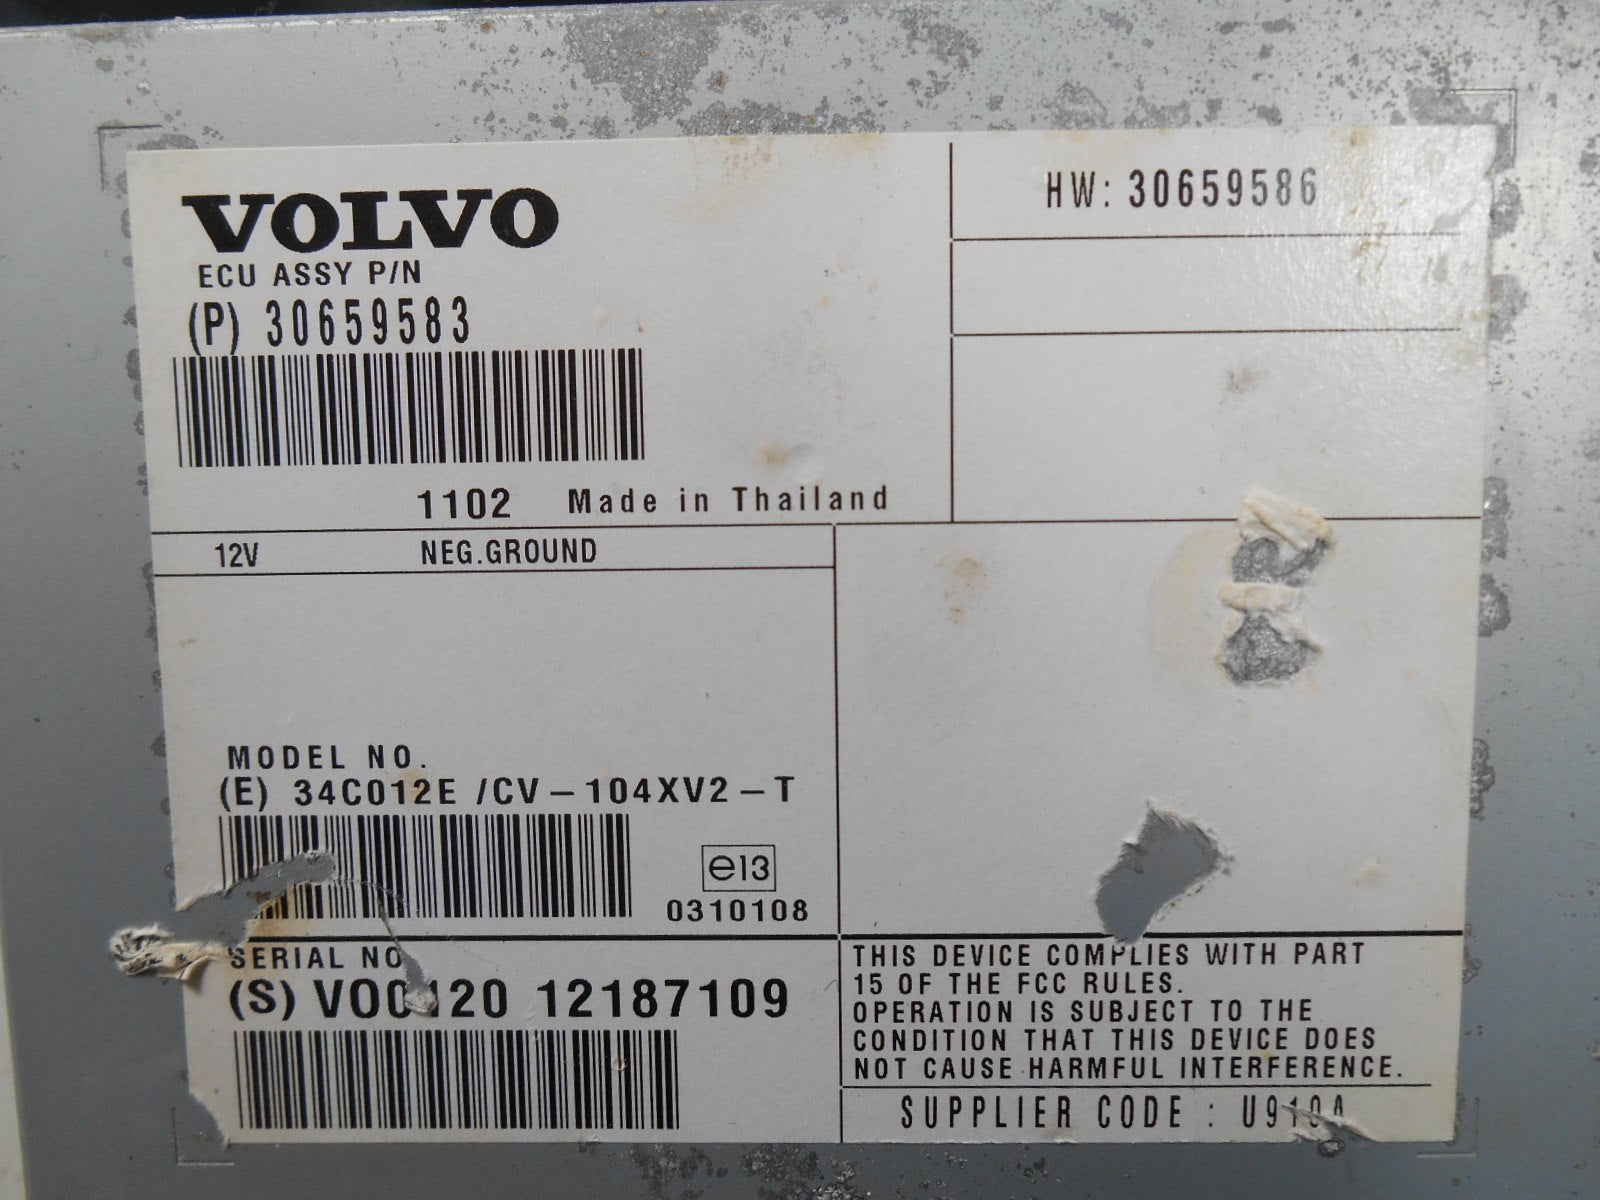 VOLVO
ECU ASSY P/N
(P) 30659583
1102 Made in Thailand
HW: 30659586
12V NEG.GROUND
MODEL NO.
(E) 34C012E /CV-104XV2-T
e13
0310108
SERIAL NO
(S) 12187109
THIS DEVICE COMPLIES WITH PART
15 OF THE FCC RULES.
OPERATION IS SUBJECT TO THE
CONDITION THAT THIS DEVICE DOES
NOT CAUSE HARMFUL INTERFERENCE.
SUPPLIER CODE :